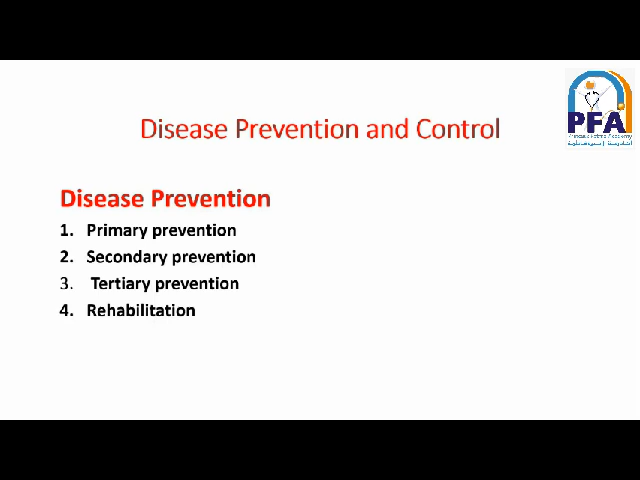 PFA
Disease Prevention and Control
Disease Prevention
1. Primary prevention
2. Secondary prevention
3. Tertiary prevention
4. Rehabilitation